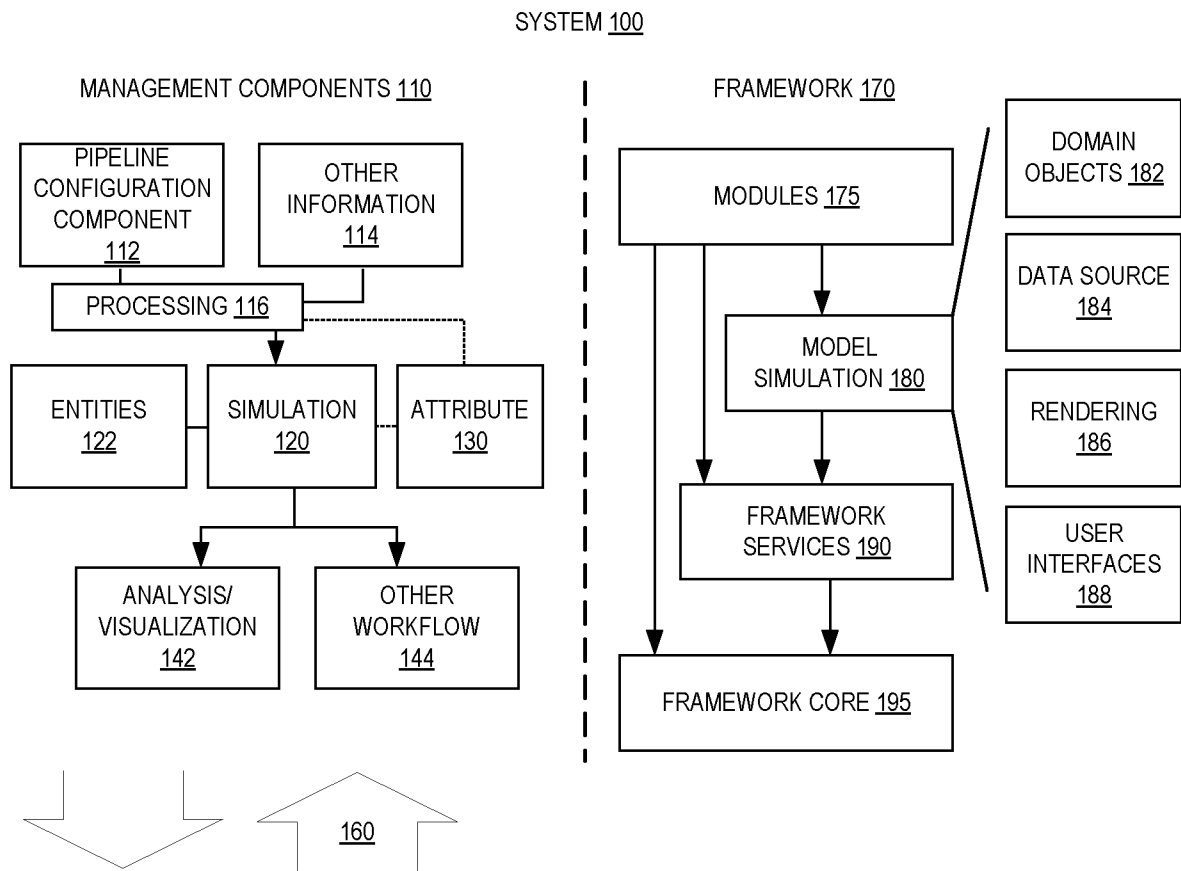 SYSTEM 100
MANAGEMENT COMPONENTS 110
PIPELINE
CONFIGURATION
COMPONENT
112
OTHER
INFORMATION
114
PROCESSING 116
ENTITIES
122
SIMULATION
120
ATTRIBUTE
130
ANALYSIS/
VISUALIZATION
142
OTHER
WORKFLOW
144
160
FRAMEWORK 170
MODULES 175
MODEL
SIMULATION 180
FRAMEWORK
SERVICES 190
FRAMEWORK CORE 195
DOMAIN
OBJECTS 182
DATA SOURCE
184
RENDERING
186
USER
INTERFACES
188